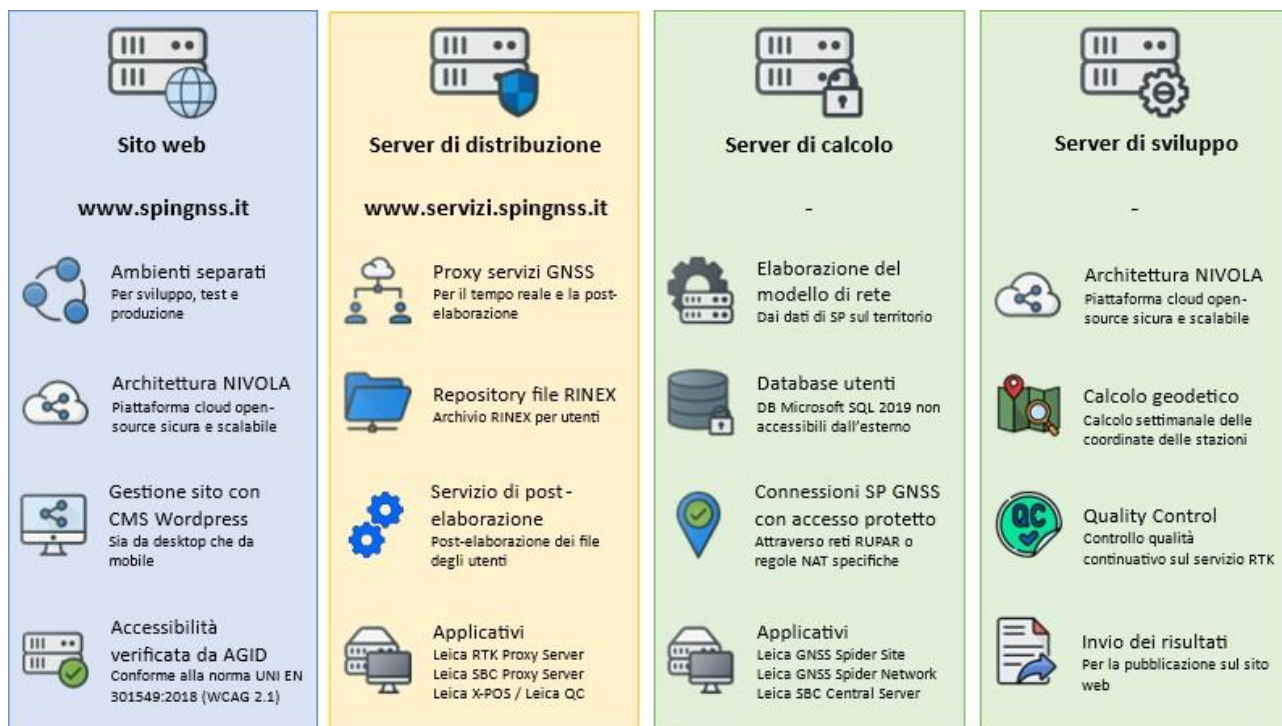 Sito web
www.spingnss.it
Ambienti separati
Per sviluppo, test e
produzione
Architettura NIVOLA
Piattaforma cloud open-
source sicura e scalabile
Gestione sito con
CMS Wordpress
Sia da desktop che da
mobile
Accessibilità
verificata da AGID
Conforme alla norma UNI EN
301549:2018 (WCAG 2.1)
Server di distribuzione
www.servizi.spingnss.it
Proxy servizi GNSS
Per il tempo reale e la post-
elaborazione
Repository file RINEX
Archivio RINEX per utenti
Servizio di post-
elaborazione
Post-elaborazione dei file
degli utenti
Applicativi
Leica RTK Proxy Server
Leica SBC Proxy Server
Leica X-POS / Leica QC
Server di calcolo
-
Elaborazione del
modello di rete
Dai dati di SP sul territorio
Database utenti
DB Microsoft SQL 2019 non
accessibili dall'esterno
Connessioni SP GNSS
con accesso protetto
Attraverso reti RUPAR o
regole NAT specifiche
Applicativi
Leica GNSS Spider Site
Leica GNSS Spider Network
Leica SBC Central Server
Server di sviluppo
-
Architettura NIVOLA
Piattaforma cloud open-
source sicura e scalabile
Calcolo geodetico
Calcolo settimanale delle
coordinate delle stazioni
QC
Quality Control
Controllo qualità
continuativo sul servizio RTK
Invio dei risultati
Per la pubblicazione sul sito
web